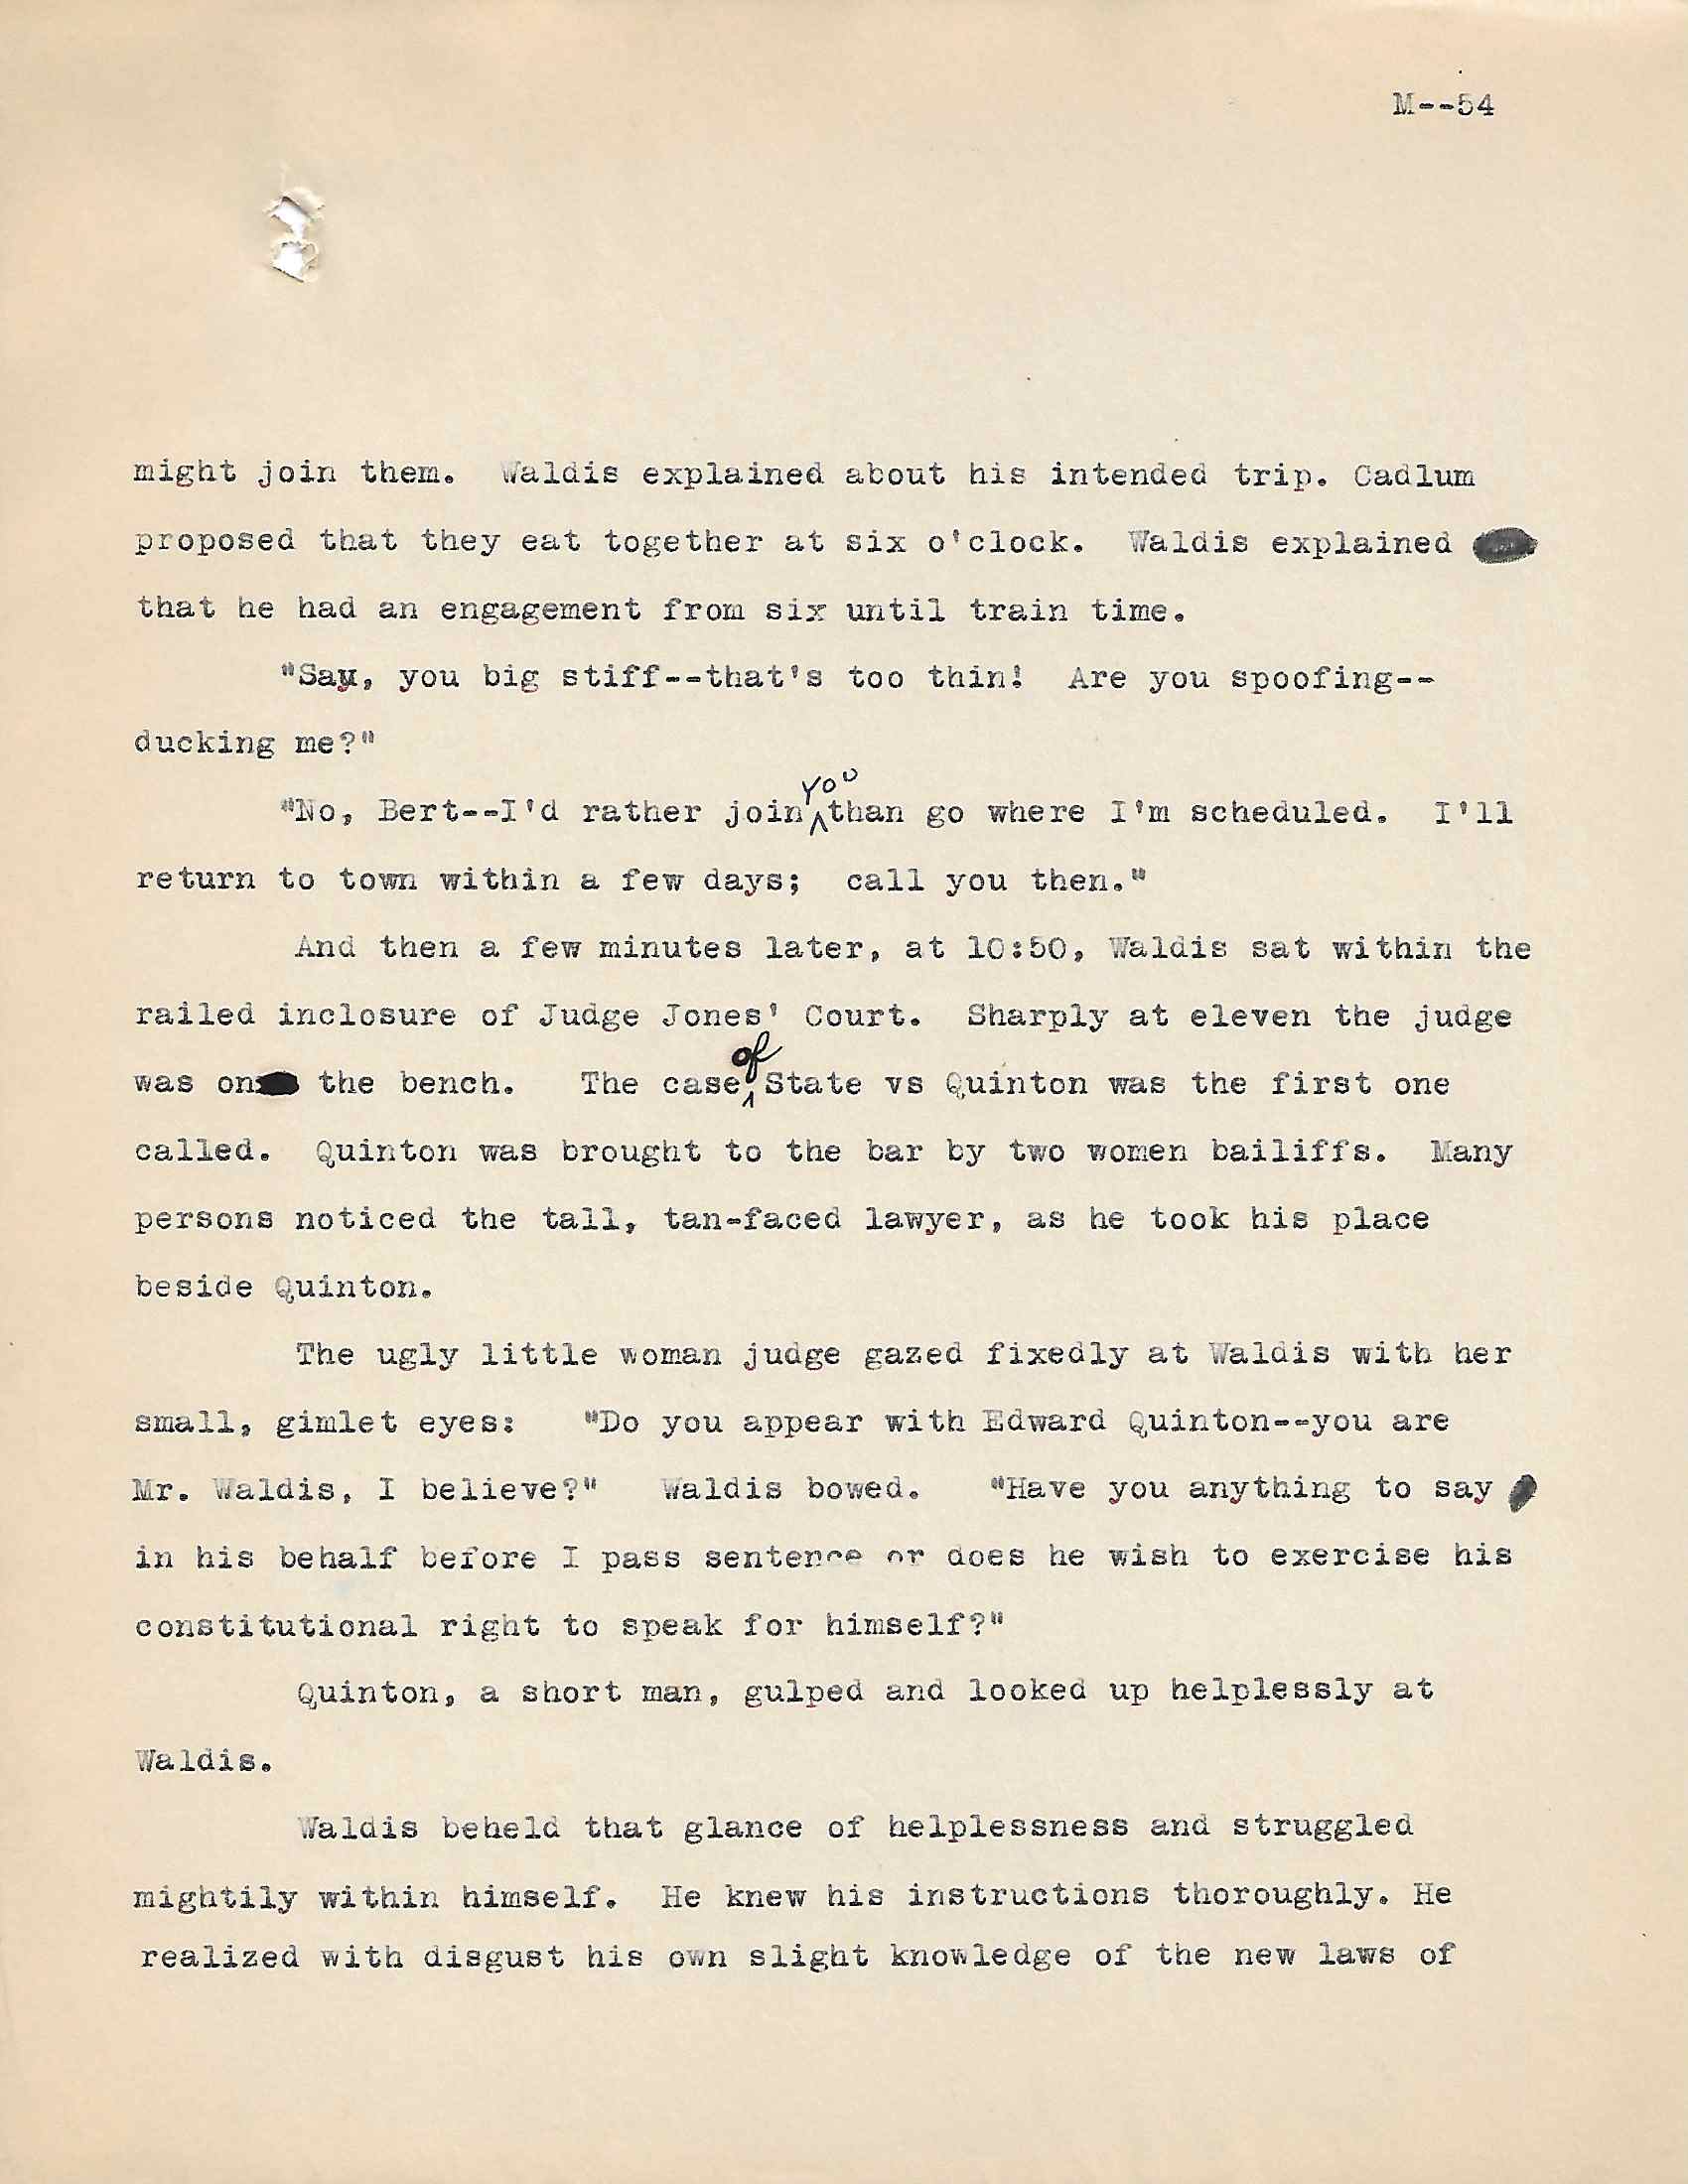 M--54
might join them. Waldis explained about his intended trip. Cadlum
proposed that they eat together at six o'clock. Waldis explained
that he had an engagement from six until train time.
"Say, you big stiff--that's too thin! Are you spoofing--
ducking me?"
"No, Bert--I'd rather join you than go where I'm scheduled. I'll
return to town within a few days; call you then."
And then a few minutes later, at 10:50, Waldis sat within the
railed inclosure of Judge Jones' Court. Sharply at eleven the judge
was on the bench. The case of State vs Quinton was the first one
called. Quinton was brought to the bar by two women bailiffs. Many
persons noticed the tall, tan-faced lawyer, as he took his place
beside Quinton.
The ugly little woman judge gazed fixedly at Waldis with her
small, gimlet eyes: "Do you appear with Edward Quinton--you are
Mr. Waldis, I believe?" Waldis bowed. "Have you anything to say
in his behalf before I pass sentence or does he wish to exercise his
constitutional right to speak for himself?"
Quinton, a short man, gulped and looked up helplessly at
Waldis.
Waldis beheld that glance of helplessness and struggled
mightily within himself. He knew his instructions thoroughly. He
realized with disgust his own slight knowledge of the new laws of